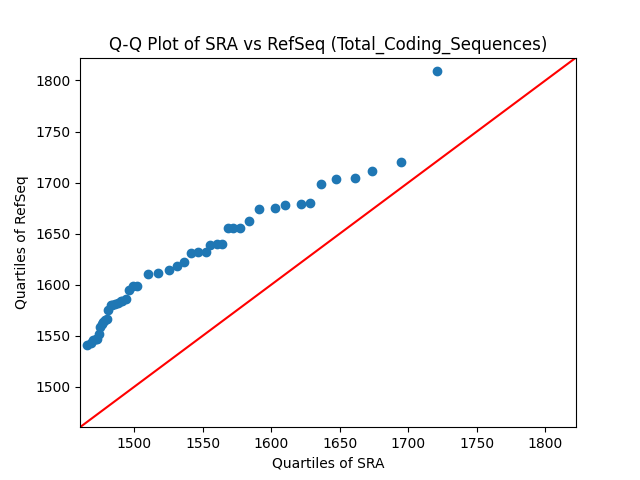 Q-Q Plot of SRA vs RefSeq (Total_Coding_Sequences)
Quartiles of RefSeq
1800
1750
1700
1650
1600
1550
1500
1500 1550 1600 1650 1700 1750 1800
Quartiles of SRA